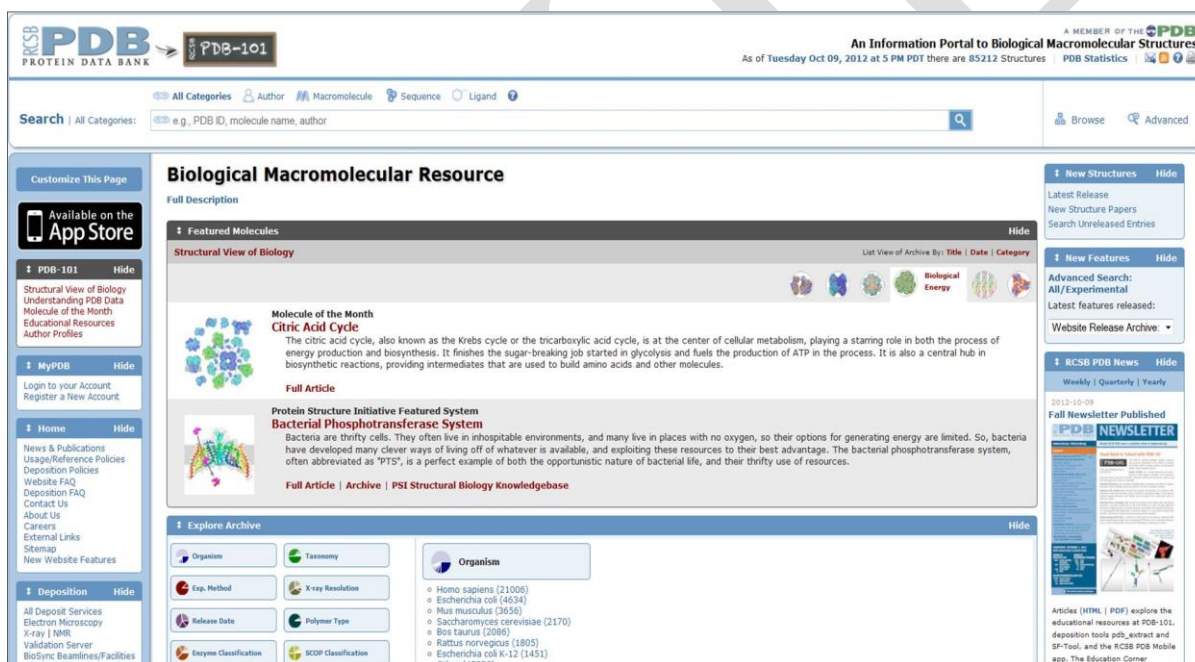 RCSB PDB
PROTEIN DATA BANK
RCSB PDB-101
A MEMBER OF THE PDB
An Information Portal to Biological Macromolecular Structures
As of Tuesday Oct 09, 2012 at 5 PM PDT there are 85212 Structures | PDB Statistics
All Categories Author Macromolecule Sequence Ligand
Search | All Categories: e.g., PDB ID, molecule name, author
Browse Advanced
Customize This Page
Available on the
App Store
PDB-101 Hide
Structural View of Biology
Understanding PDB Data
Molecule of the Month
Educational Resources
Author Profiles
MyPDB Hide
Login to your Account
Register a New Account
Home Hide
News & Publications
Usage/Reference Policies
Deposition Policies
Website FAQ
Deposition FAQ
Contact Us
About Us
Careers
External Links
Sitemap
New Website Features
Deposition Hide
All Deposit Services
Electron Microscopy
X-ray | NMR
Validation Server
BioSync Beamlines/Facilities
Biological Macromolecular Resource
Full Description
Featured Molecules Hide
Structural View of Biology List View of Archive By: Title | Date | Category
Biological
Energy
Molecule of the Month
Citric Acid Cycle
The citric acid cycle, also known as the Krebs cycle or the tricarboxylic acid cycle, is at the center of cellular metabolism, playing a starring role in both the process of
energy production and biosynthesis. It finishes the sugar-breaking job started in glycolysis and fuels the production of ATP in the process. It is also a central hub in
biosynthetic reactions, providing intermediates that are used to build amino acids and other molecules.
Full Article
Protein Structure Initiative Featured System
Bacterial Phosphotransferase System
Bacteria are thrifty cells. They often live in inhospitable environments, and many live in places with no oxygen, so their options for generating energy are limited. So, bacteria
have developed many clever ways of living off of whatever is available, and exploiting these resources to their best advantage. The bacterial phosphotransferase system,
often abbreviated as "PTS", is a perfect example of both the opportunistic nature of bacterial life, and their thrifty use of resources.
Full Article | Archive | PSI Structural Biology Knowledgebase
Explore Archive Hide
Organism Taxonomy
Exp. Method X-ray Resolution
Release Date Polymer Type
Enzyme Classification SCOP Classification
Organism
Homo sapiens (21006)
Escherichia coli (4634)
Mus musculus (3656)
Saccharomyces cerevisiae (2170)
Bos taurus (2086)
Rattus norvegicus (1805)
Escherichia coli K-12 (1451)
New Structures Hide
Latest Release
New Structure Papers
Search Unreleased Entries
New Features Hide
Advanced Search:
All/Experimental
Latest features released:
Website Release Archive:
RCSB PDB News Hide
Weekly | Quarterly | Yearly
2012-10-09
Fall Newsletter Published
PDB NEWSLETTER
Articles (HTML | PDF) explore the
educational resources at PDB-101,
deposition tools pdb_extract and
SF-Tool, and the RCSB PDB Mobile
app. The Education Corner